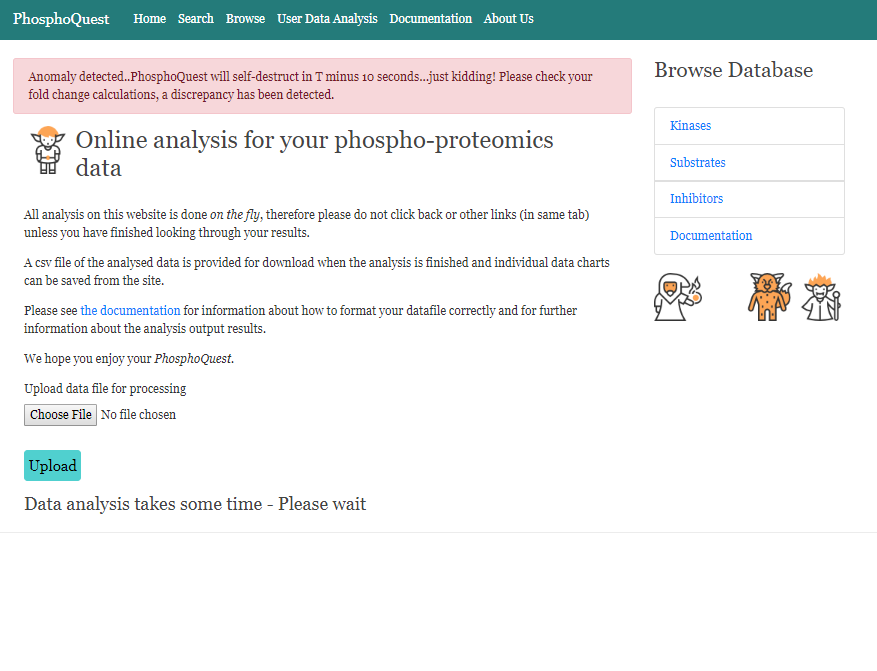 PhosphoQuest Home Search Browse User Data Analysis Documentation About Us
Anomaly detected..PhosphoQuest will self-destruct in T minus 10 seconds...just kidding! Please check your
fold change calculations, a discrepancy has been detected.
Online analysis for your phospho-proteomics
data
All analysis on this website is done on the fly, therefore please do not click back or other links (in same tab)
unless you have finished looking through your results.
A csv file of the analysed data is provided for download when the analysis is finished and individual data charts
can be saved from the site.
Please see the documentation for information about how to format your datafile correctly and for further
information about the analysis output results.
We hope you enjoy your PhosphoQuest.
Upload data file for processing
Choose File No file chosen
Upload
Data analysis takes some time - Please wait
Browse Database
Kinases
Substrates
Inhibitors
Documentation